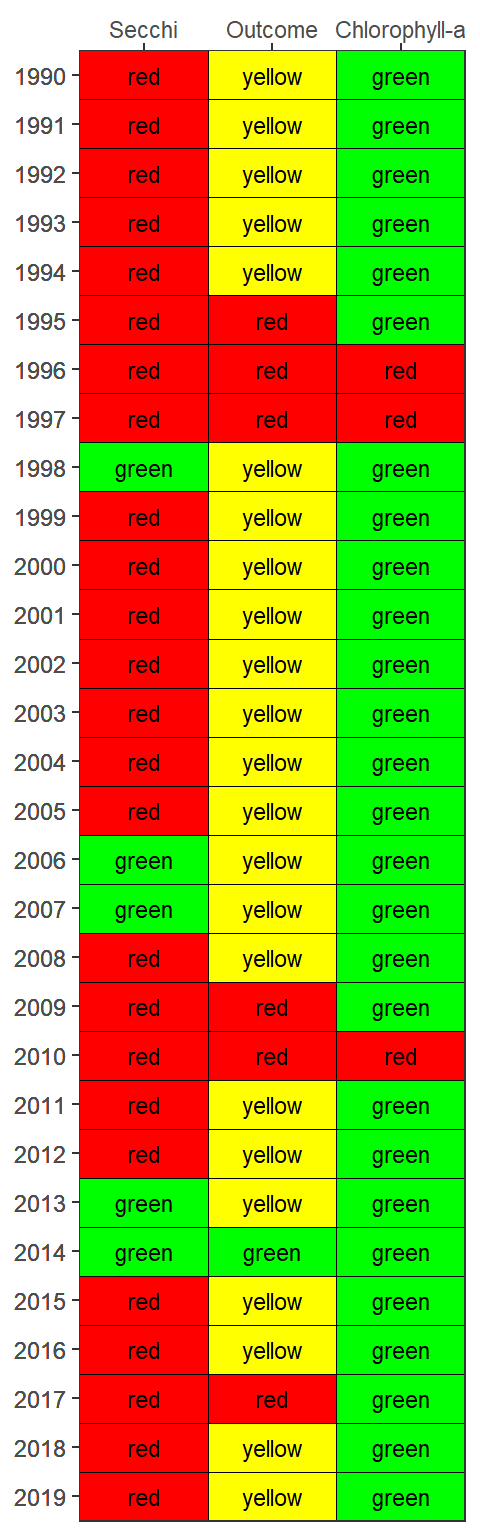 Secchi Outcome Chlorophyll-a
1990 red yellow green
1991 red yellow green
1992 red yellow green
1993 red yellow green
1994 red yellow green
1995 red red green
1996 red red red
1997 red red red
1998 green yellow green
1999 red yellow green
2000 red yellow green
2001 red yellow green
2002 red yellow green
2003 red yellow green
2004 red yellow green
2005 red yellow green
2006 green yellow green
2007 green yellow green
2008 red yellow green
2009 red red green
2010 red red red
2011 red yellow green
2012 red yellow green
2013 green yellow green
2014 green green green
2015 red yellow green
2016 red yellow green
2017 red red green
2018 red yellow green
2019 red yellow green